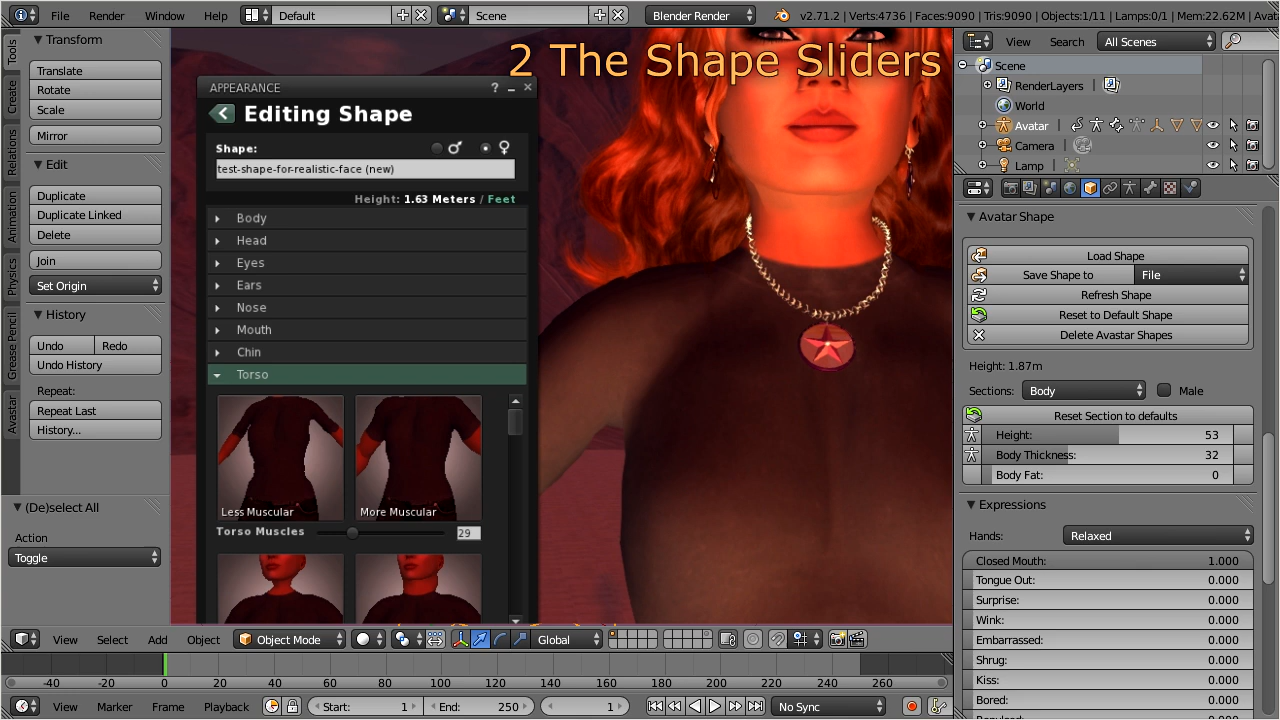 File Render Window Help Default Scene Blender Render v2.71.2 | Verts:4736 | Faces:9090 | Tris:9090 | Objects:1/11 | Lamps:0/1 | Mem:22.62M | Avat
Tools
Create
Relations
Animation
Physics
Grease Pencil
Avastar
Transform
Translate
Rotate
Scale
Mirror
Edit
Duplicate
Duplicate Linked
Delete
Join
Set Origin
History
Undo Redo
Undo History
Repeat:
Repeat Last
History...
(De)select All
Action
Toggle
2 The Shape Sliders
APPEARANCE ?
Editing Shape
Shape:
test-shape-for-realistic-face (new)
Height: 1.63 Meters / Feet
Body
Head
Eyes
Ears
Nose
Mouth
Chin
Torso
Less Muscular More Muscular
Torso Muscles 29
View Search All Scenes
Scene
RenderLayers
World
Avatar
Camera
Lamp
Avatar Shape
Load Shape
Save Shape to File
Refresh Shape
Reset to Default Shape
Delete Avastar Shapes
Height: 1.87m
Sections: Body Male
Reset Section to defaults
Height: 53
Body Thickness: 32
Body Fat: 0
Expressions
Hands: Relaxed
Closed Mouth: 1.000
Tongue Out: 0.000
Surprise: 0.000
Wink: 0.000
Embarrassed: 0.000
Shrug: 0.000
Kiss: 0.000
Bored: 0.000
View Select Add Object Object Mode Global
-40 -20 0 20 40 60 80 100 120 140 160 180 200 220 240 260
View Marker Frame Playback Start: 1 End: 250 1 No Sync